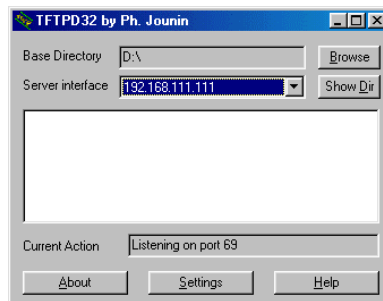 TFTPD32 by Ph. Jounin
Base Directory D:\ Browse
Server interface 192.168.111.111 Show Dir
Current Action Listening on port 69
About Settings Help